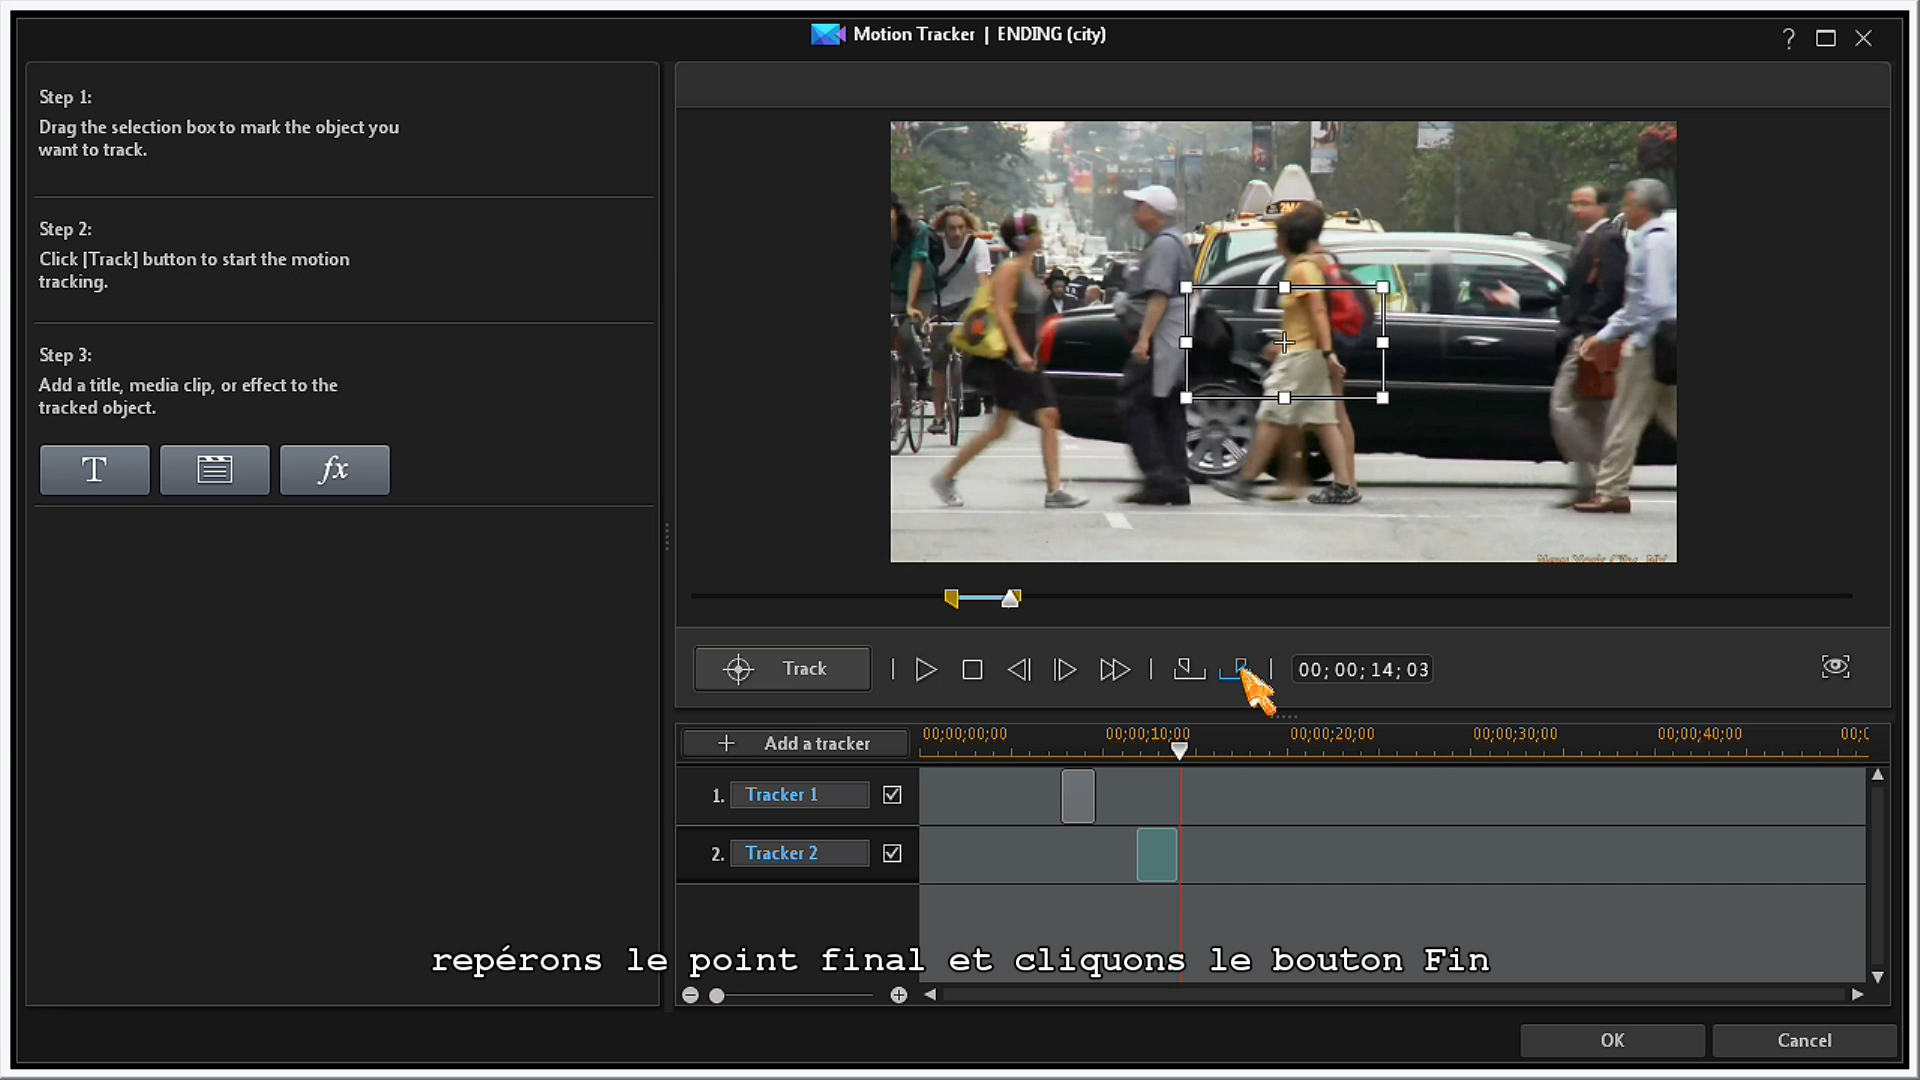 Motion Tracker | ENDING (city)
?
Step 1:
Drag the selection box to mark the object you
want to track.
Step 2:
Click [Track] button to start the motion
tracking.
Step 3:
Add a title, media clip, or effect to the
tracked object.
T
fx
New York City, NY
Track
00; 00; 14; 03
Add a tracker
00;00;00;00 00;00;10;00 00;00;20;00 00;00;30;00 00;00;40;00
1. Tracker 1
2. Tracker 2
repérons le point final et cliquons le bouton Fin
OK Cancel